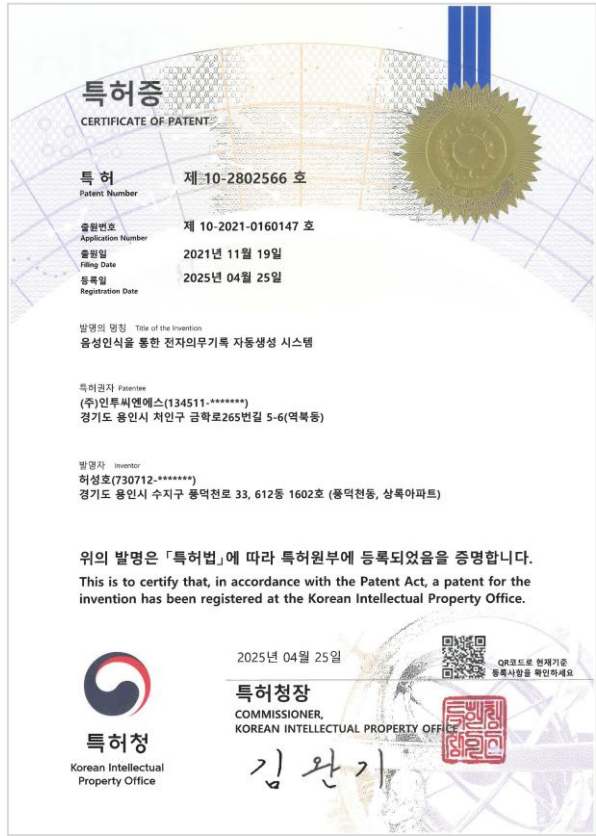 특허증
CERTIFICATE OF PATENT
특 허 제 10-2802566 호
Patent Number
출원번호 제 10-2021-0160147 호
Application Number
출원일 2021년 11월 19일
Filing Date
등록일 2025년 04월 25일
Registration Date
발명의 명칭 Title of the Invention
음성인식을 통한 전자의무기록 자동생성 시스템
특허권자 Patentee
(주)인투씨엔에스(134511-*******)
경기도 용인시 처인구 금학로265번길 5-6(역북동)
발명자 Inventor
허성호(730712-*******)
경기도 용인시 수지구 풍덕천로 33, 612동 1602호 (풍덕천동, 상록아파트)
위의 발명은 「특허법」에 따라 특허원부에 등록되었음을 증명합니다.
This is to certify that, in accordance with the Patent Act, a patent for the
invention has been registered at the Korean Intellectual Property Office.
2025년 04월 25일
QR코드로 현재기준
등록사항을 확인하세요
특허청장
COMMISSIONER,
KOREAN INTELLECTUAL PROPERTY OFFICE
김완기
특허청
Korean Intellectual
Property Office